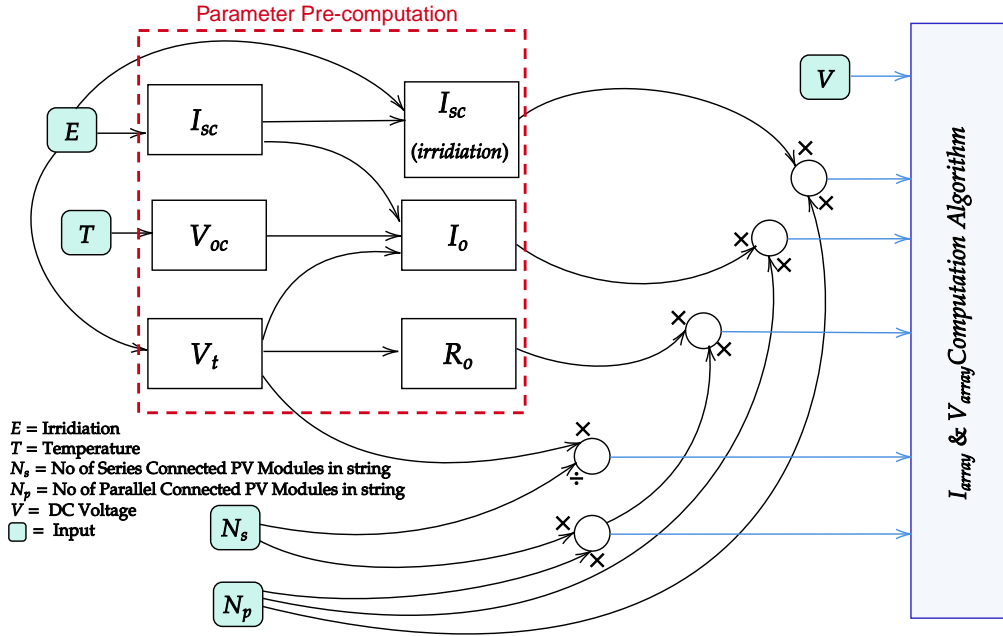 Parameter Pre-computation
E
T
I_sc
V_oc
V_t
I_sc
(irridiation)
I_o
R_o
V
×
×
×
×
×
×
×
÷
×
×
E = Irridiation
T = Temperature
N_s = No of Series Connected PV Modules in string
N_p = No of Parallel Connected PV Modules in string
V = DC Voltage
= Input
N_s
N_p
I_array & V_array Computation Algorithm